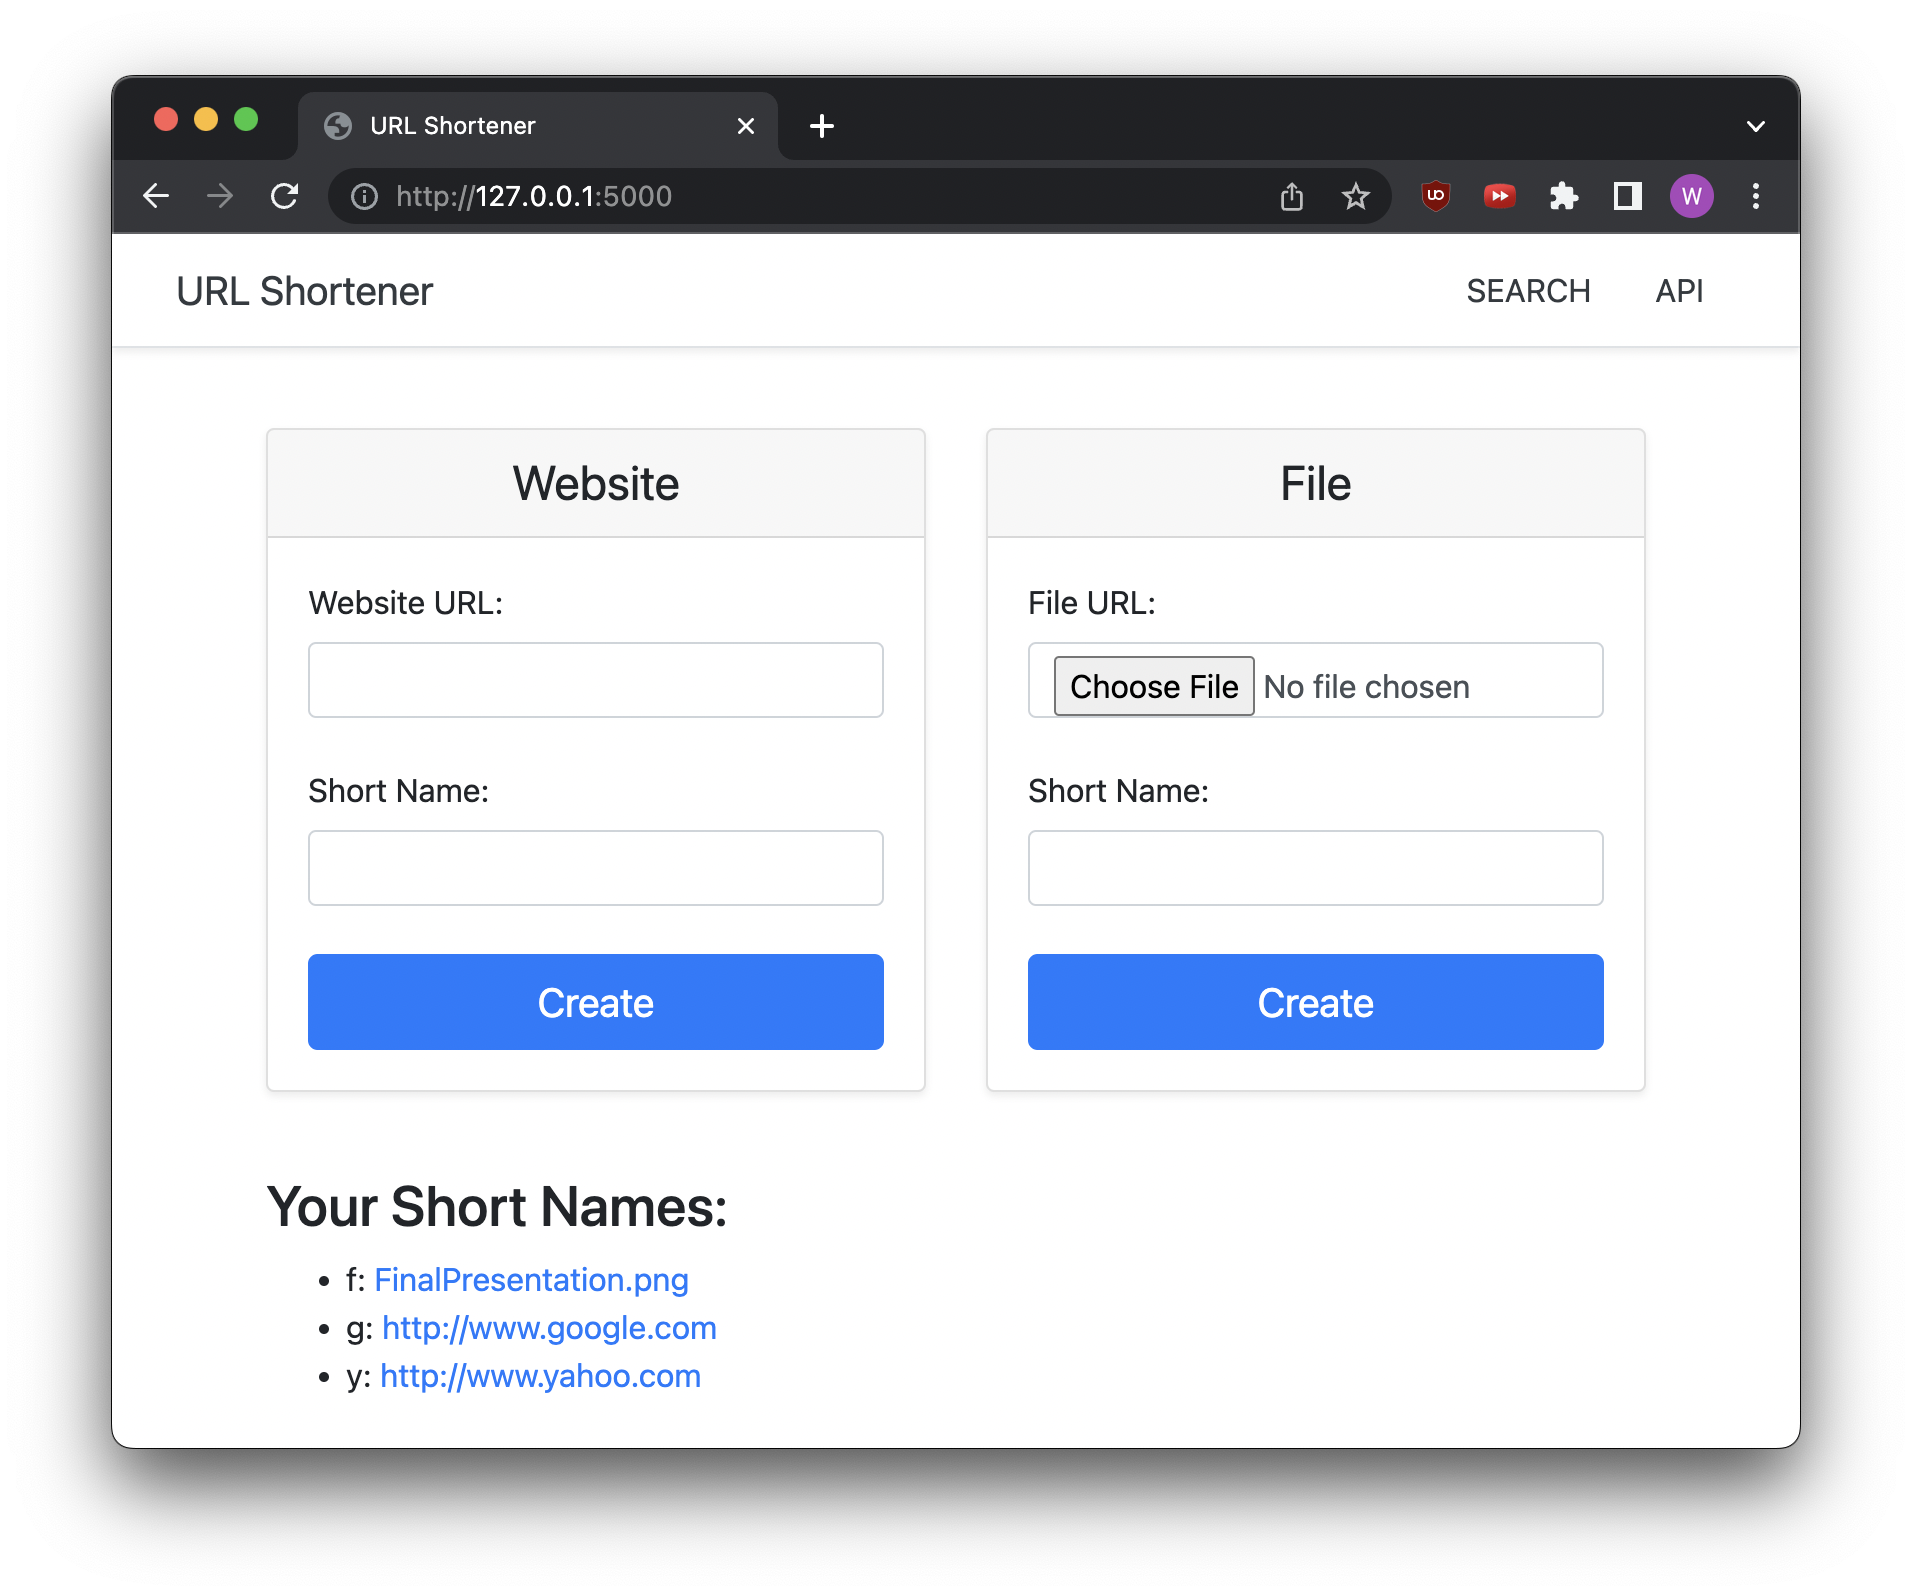 URL Shortener
http://127.0.0.1:5000
W
URL Shortener
SEARCH
API
Website
Website URL:
Short Name:
Create
File
File URL:
Choose File No file chosen
Short Name:
Create
Your Short Names:
• f: FinalPresentation.png
• g: http://www.google.com
• y: http://www.yahoo.com